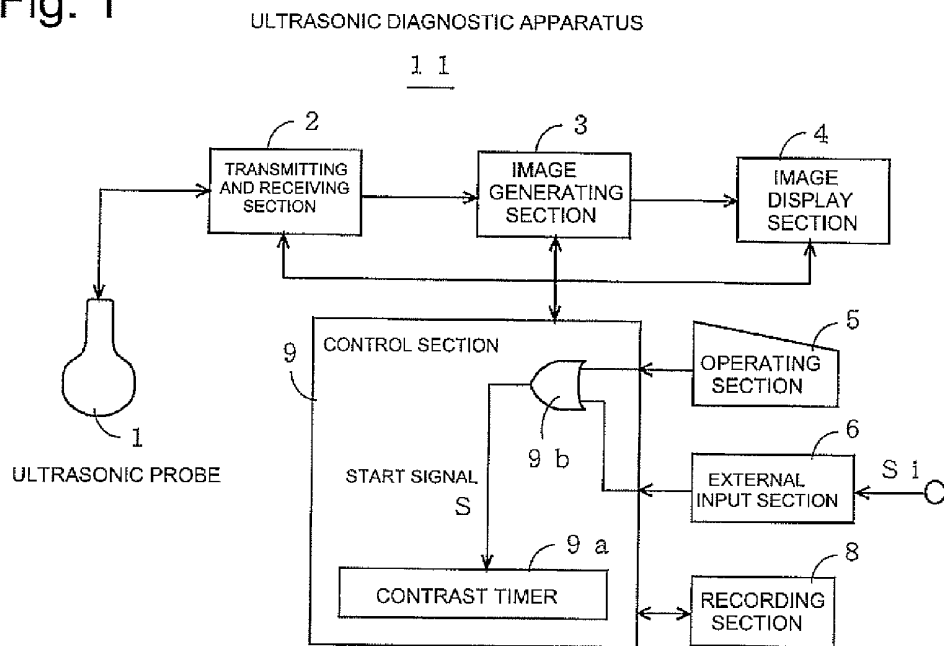 Fig. 1
ULTRASONIC DIAGNOSTIC APPARATUS
1 1
2
TRANSMITTING
AND RECEIVING
SECTION
3
IMAGE
GENERATING
SECTION
4
IMAGE
DISPLAY
SECTION
1
ULTRASONIC PROBE
9
CONTROL SECTION
9 b
START SIGNAL
S
9 a
CONTRAST TIMER
5
OPERATING
SECTION
6
EXTERNAL
INPUT SECTION
S i
8
RECORDING
SECTION